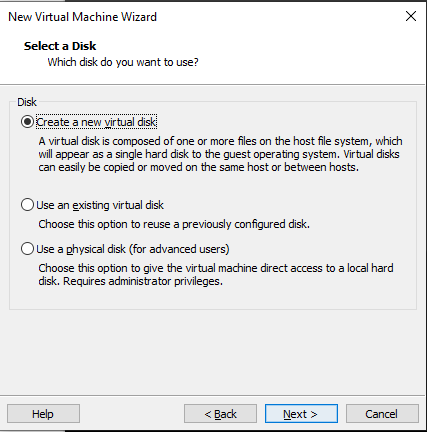 New Virtual Machine Wizard
Select a Disk
Which disk do you want to use?
Disk
Create a new virtual disk
A virtual disk is composed of one or more files on the host file system, which
will appear as a single hard disk to the guest operating system. Virtual disks
can easily be copied or moved on the same host or between hosts.
Use an existing virtual disk
Choose this option to reuse a previously configured disk.
Use a physical disk (for advanced users)
Choose this option to give the virtual machine direct access to a local hard
disk. Requires administrator privileges.
Help
< Back
Next >
Cancel